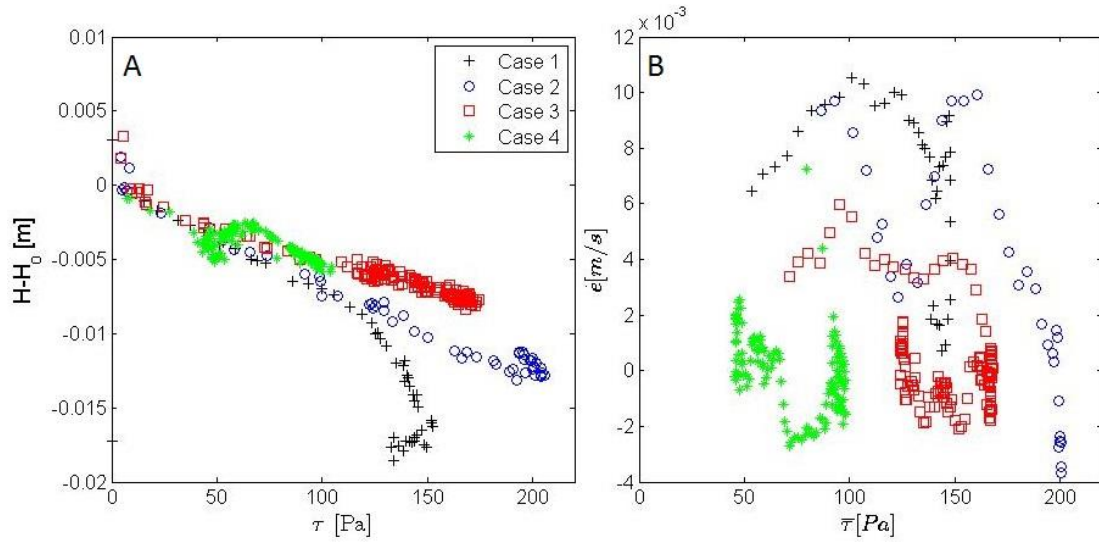 A
0.01
0.005
0
-0.005
-0.01
-0.015
-0.02
0
50
100
150
200
H-H₀ [m]
τ [Pa]
Case 1
Case 2
Case 3
Case 4
B
× 10⁻³
12
10
8
6
4
2
0
-2
-4
50
100
150
200
ė[m/s]
τ̅[Pa]